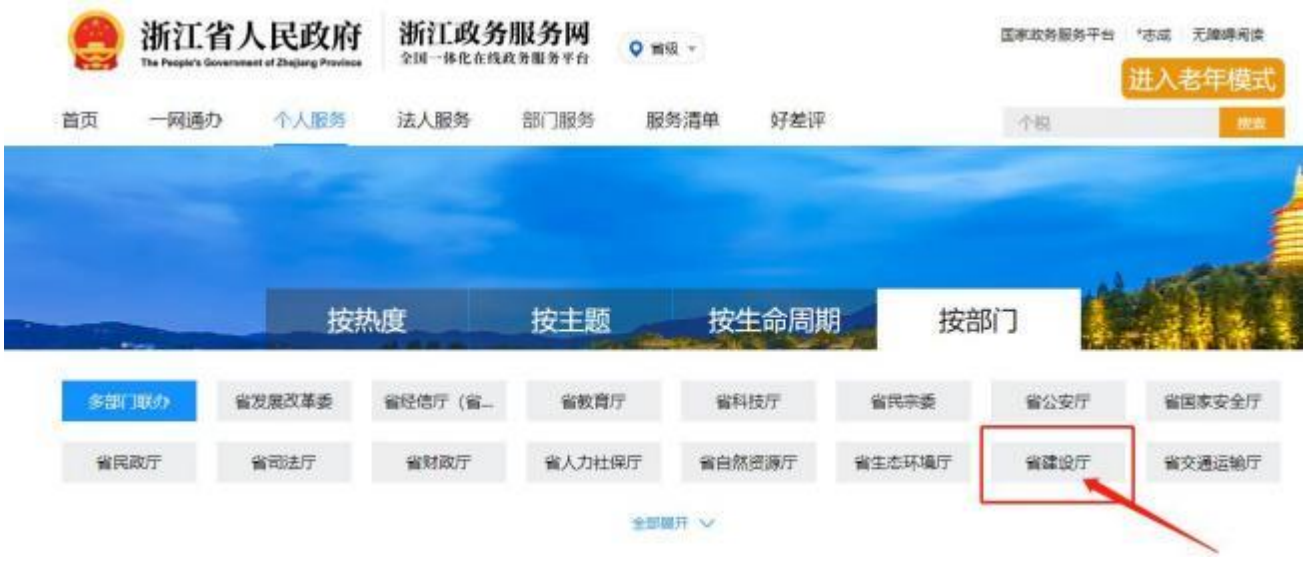 浙江省人民政府
The People's Government of Zhejiang Province
浙江政务服务网
全国一体化在线政务服务平台
省级
国家政务服务平台 *志成 无障碍阅读
进入老年模式
首页 一网通办 个人服务 法人服务 部门服务 服务清单 好差评
个税 搜索
按热度 按主题 按生命周期 按部门
多部门联办 省发展改革委 省经信厅（省... 省教育厅 省科技厅 省民宗委 省公安厅 省国家安全厅
省民政厅 省司法厅 省财政厅 省人力社保厅 省自然资源厅 省生态环境厅 省建设厅 省交通运输厅
全部展开